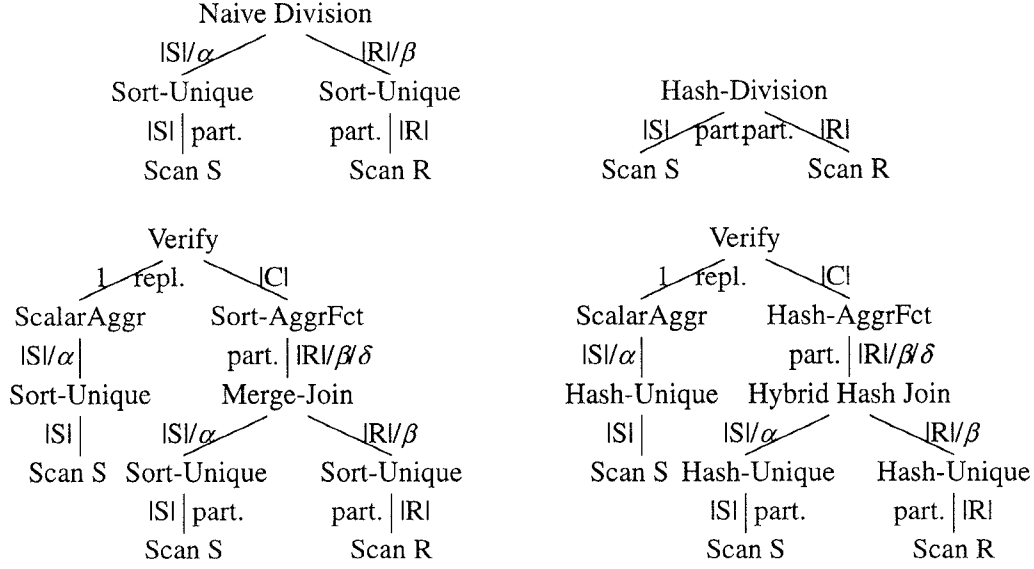 Naive Division
|S|/α |R|/β
Sort-Unique Sort-Unique
|S| part. part. |R|
Scan S Scan R
Hash-Division
|S| part. part. |R|
Scan S Scan R
Verify
1 repl. |C|
ScalarAggr Sort-AggrFct
|S|/α part. |R|/β/δ
Sort-Unique Merge-Join
|S| |S|/α |R|/β
Scan S Sort-Unique Sort-Unique
|S| part. part. |R|
Scan S Scan R
Verify
1 repl. |C|
ScalarAggr Hash-AggrFct
|S|/α part. |R|/β/δ
Hash-Unique Hybrid Hash Join
|S| |S|/α |R|/β
Scan S Hash-Unique Hash-Unique
|S| part. part. |R|
Scan S Scan R